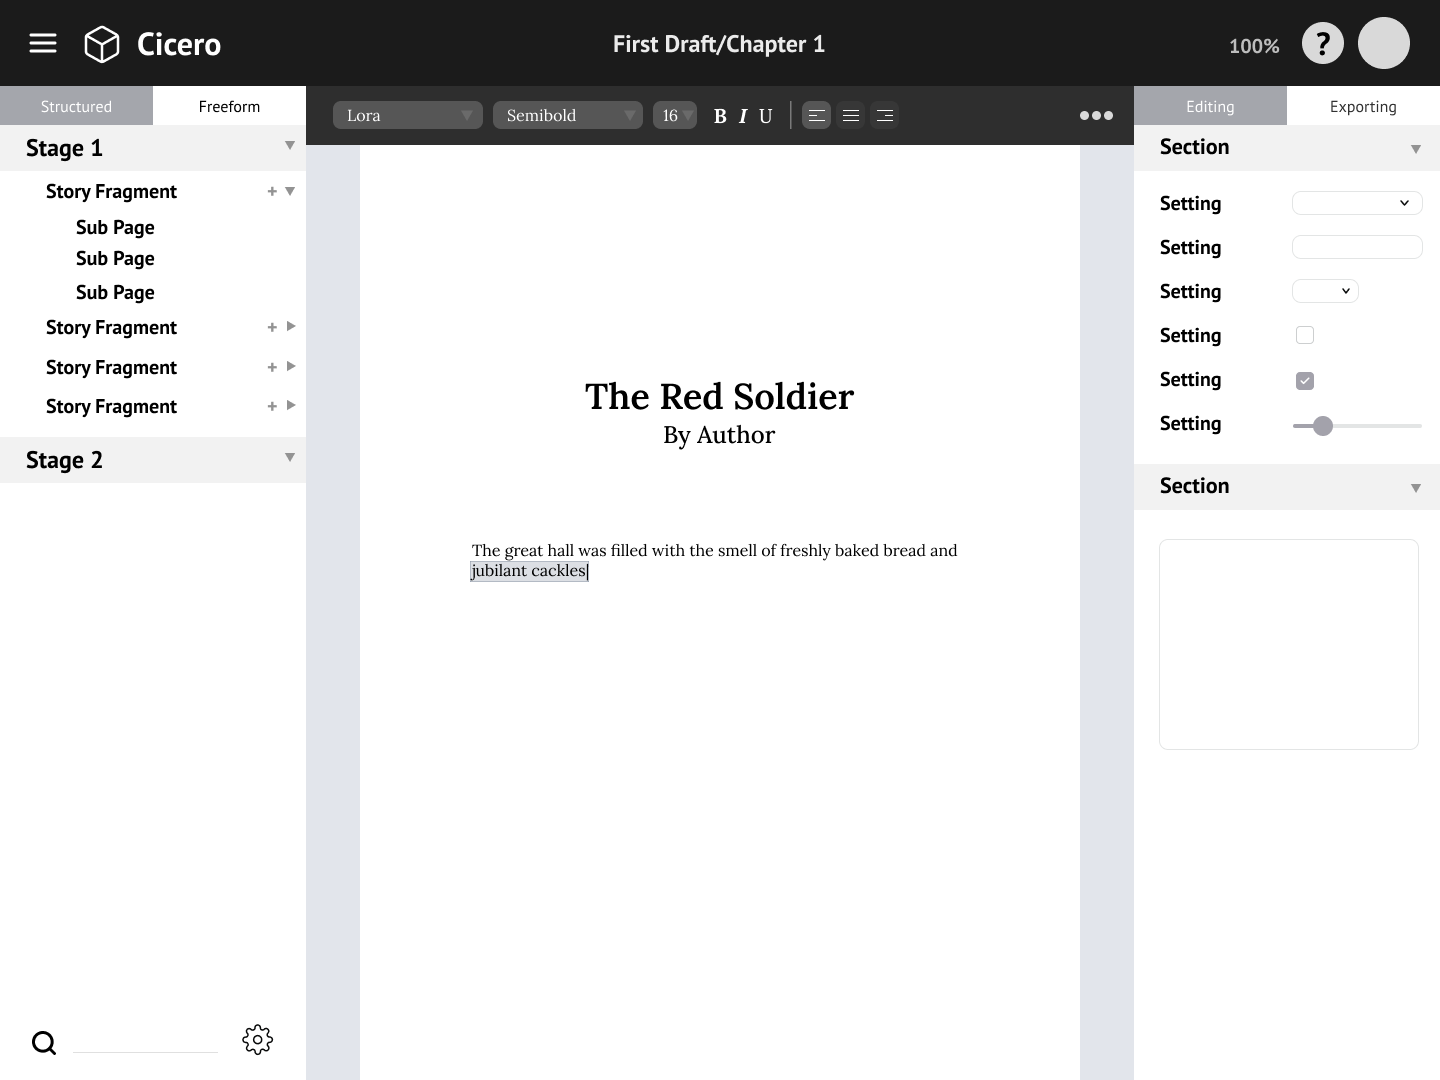 Cicero
First Draft/Chapter 1
100%
?
Structured
Freeform
Stage 1
Story Fragment
Sub Page
Sub Page
Sub Page
Story Fragment
Story Fragment
Story Fragment
Stage 2
Lora
Semibold
16
B I U
The Red Soldier
By Author
The great hall was filled with the smell of freshly baked bread and
jubilant cackles
Editing
Exporting
Section
Setting
Setting
Setting
Setting
Setting
Setting
Section